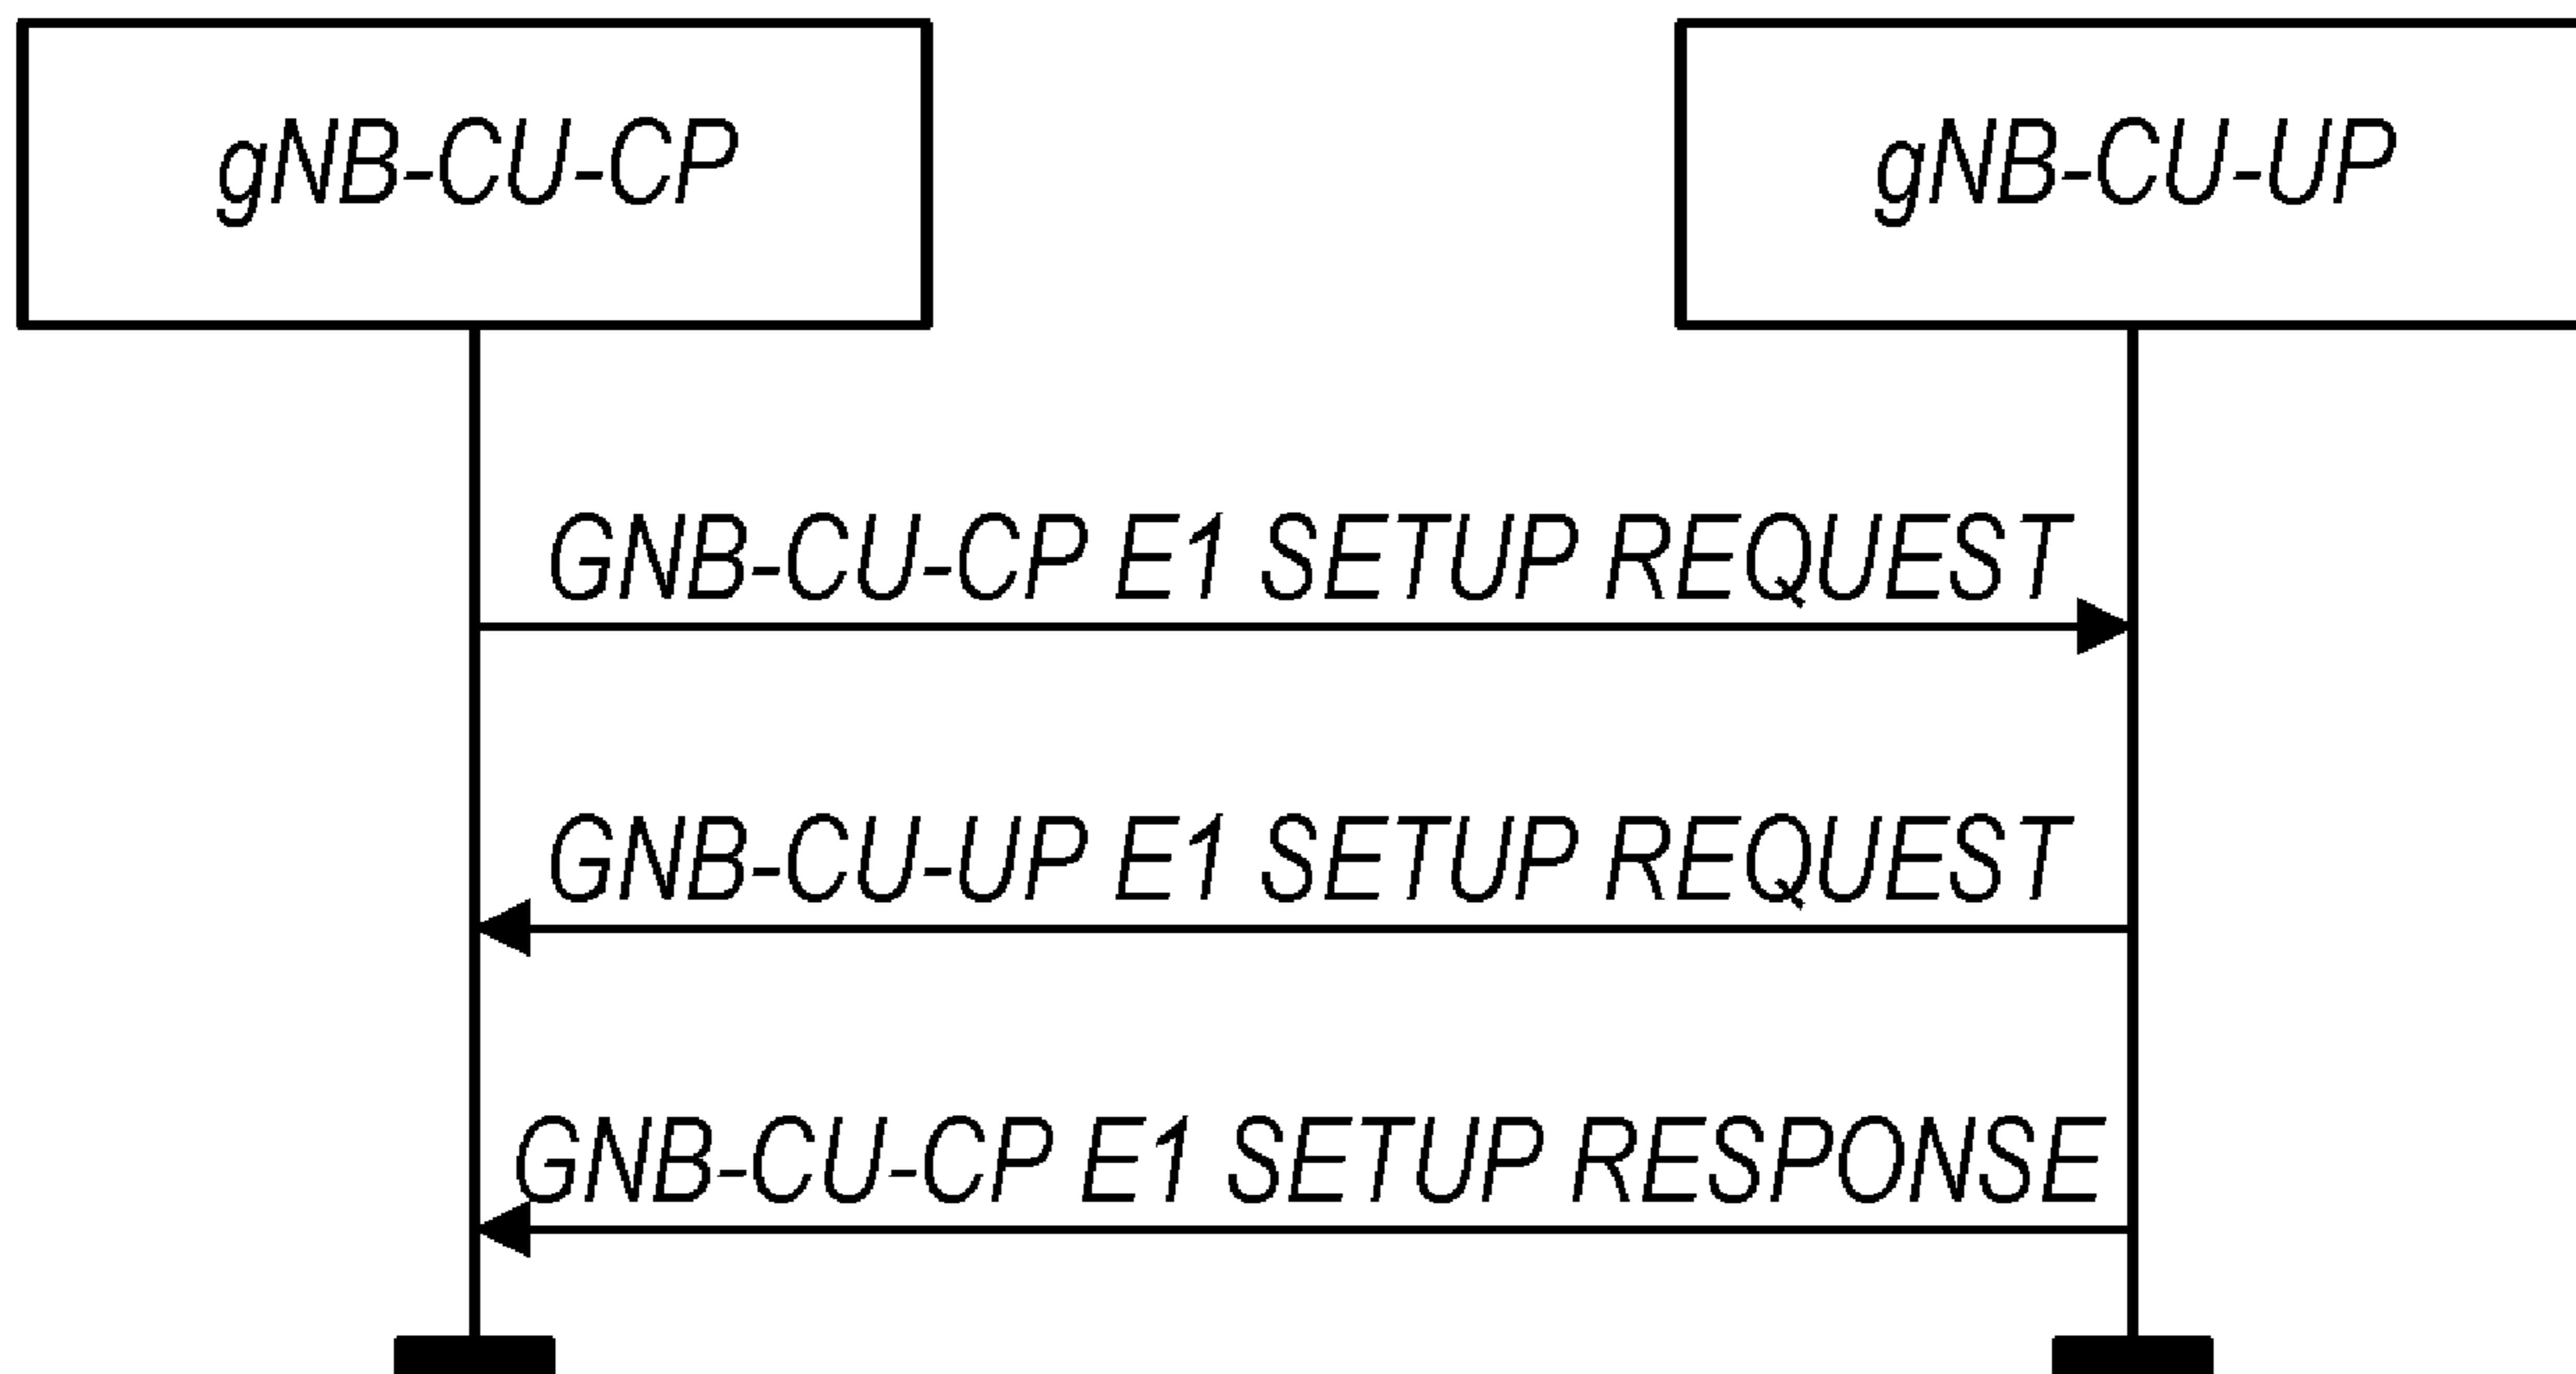 gNB-CU-CP
gNB-CU-UP
GNB-CU-CP E1 SETUP REQUEST
GNB-CU-UP E1 SETUP REQUEST
GNB-CU-CP E1 SETUP RESPONSE